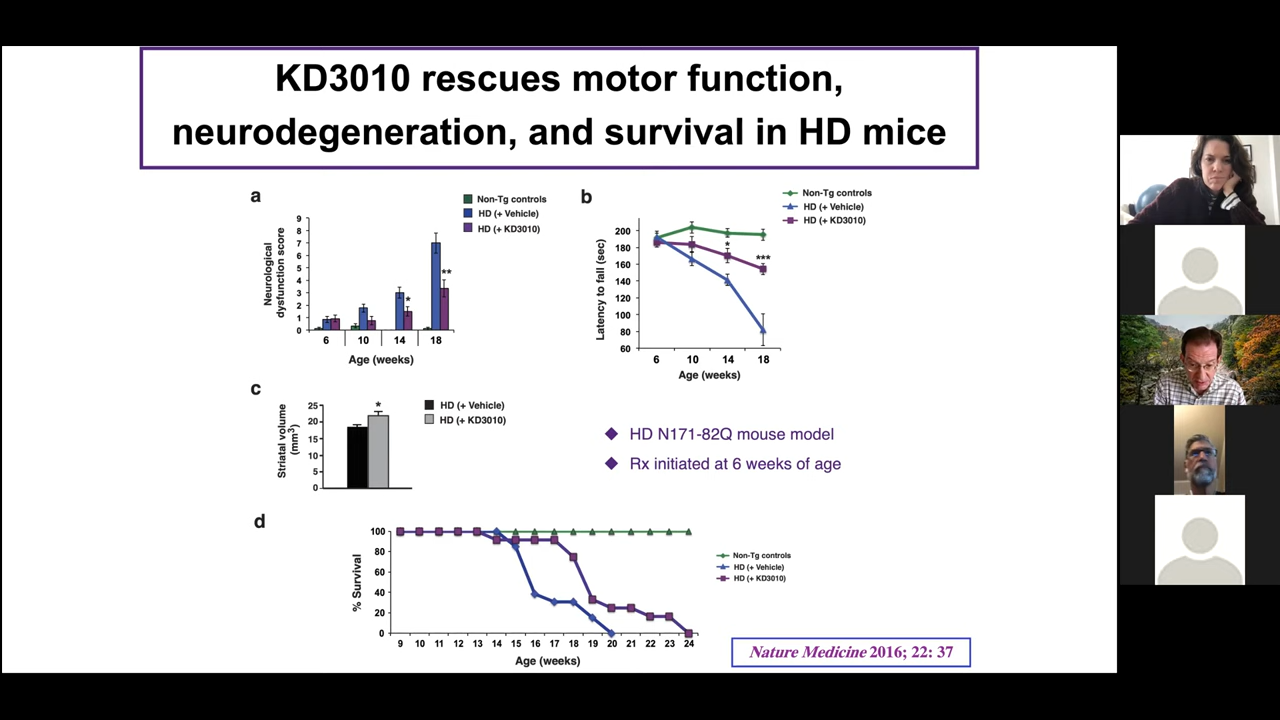 KD3010 rescues motor function,
neurodegeneration, and survival in HD mice
a
Non-Tg controls
HD (+ Vehicle)
HD (+ KD3010)
Neurological
dysfunction score
9
8
7
6
5
4
3
2
1
0
**
*
6 10 14 18
Age (weeks)
b
Non-Tg controls
HD (+ Vehicle)
HD (+ KD3010)
Latency to fall (sec)
200
180
160
140
120
100
80
60
*
***
6 10 14 18
Age (weeks)
c
HD (+ Vehicle)
HD (+ KD3010)
Striatal volume
(mm3)
25
20
15
10
5
0
*
HD N171-82Q mouse model
Rx initiated at 6 weeks of age
d
% Survival
100
80
60
40
20
0
Non-Tg controls
HD (+ Vehicle)
HD (+ KD3010)
9 10 11 12 13 14 15 16 17 18 19 20 21 22 23 24
Age (weeks)
Nature Medicine 2016; 22: 37